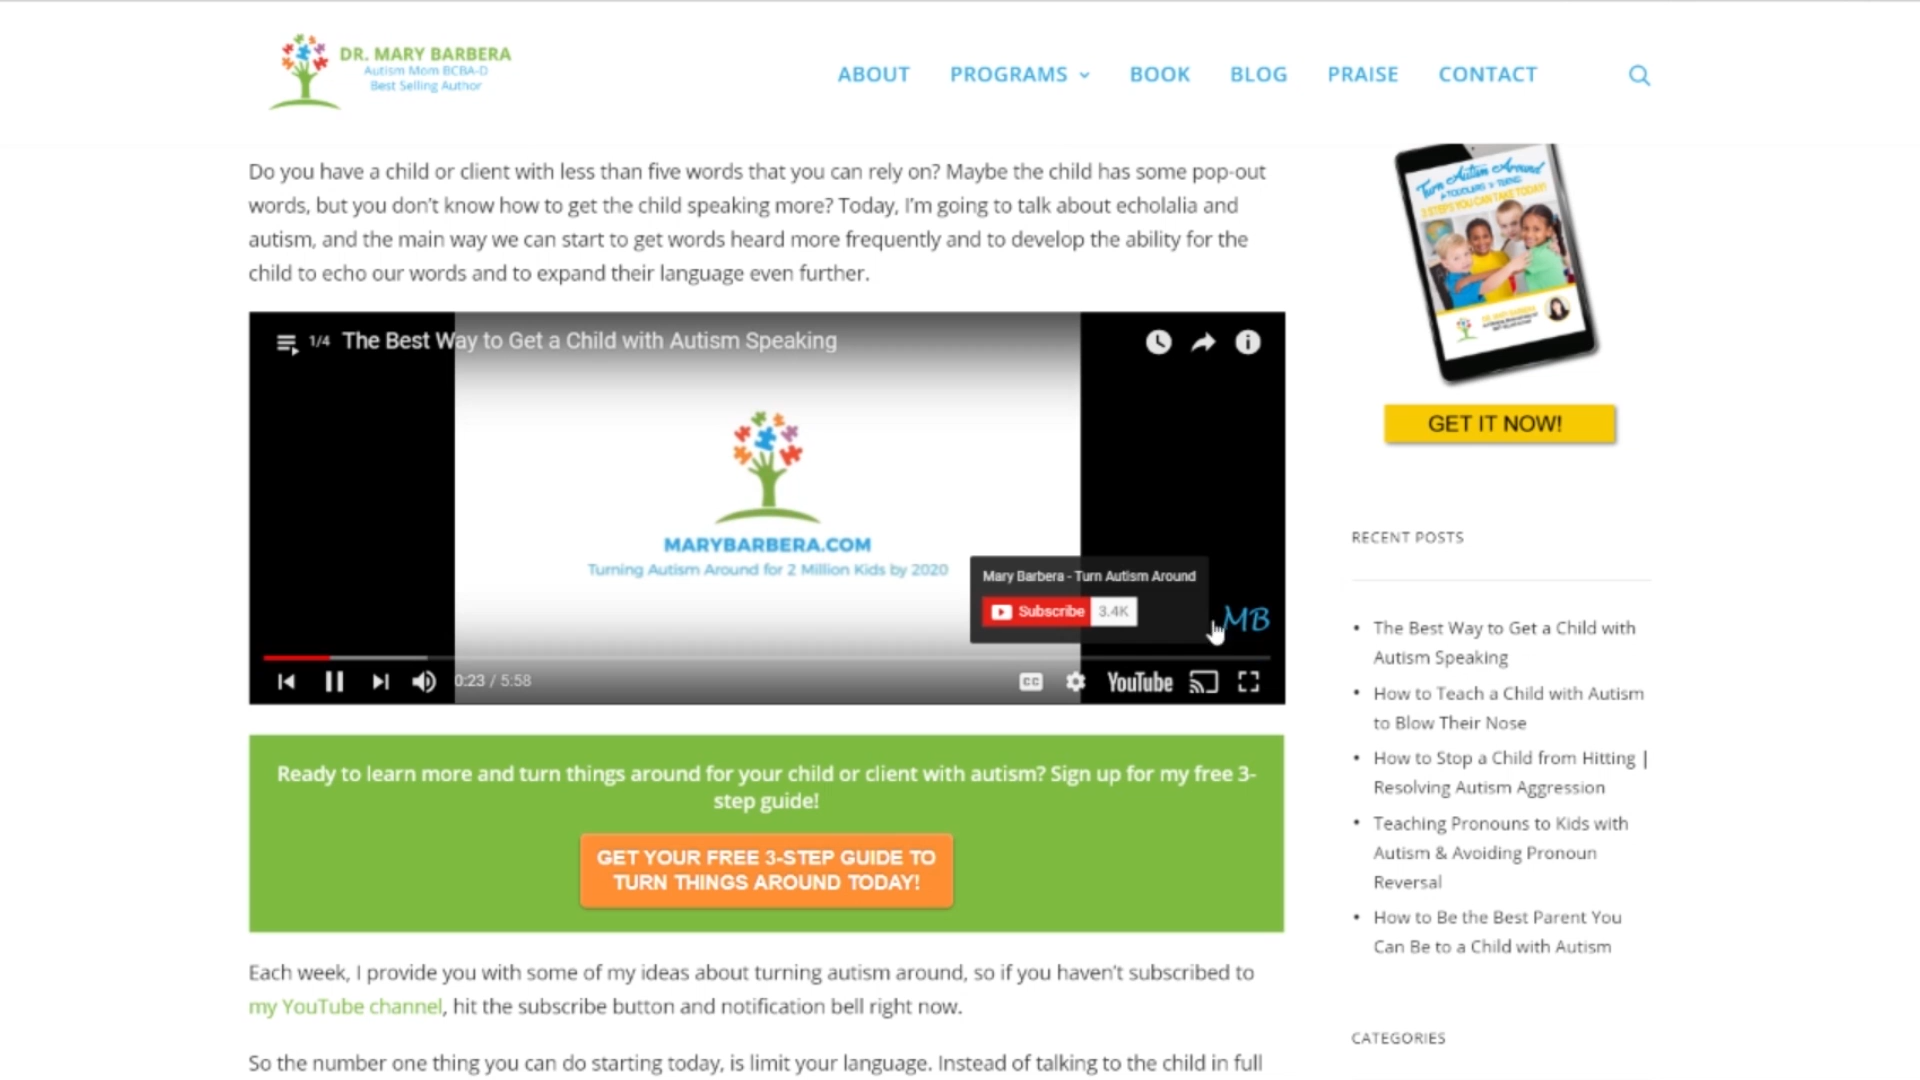 DR. MARY BARBERA
Autism Mom BCBA-D
Best Selling Author
ABOUT
PROGRAMS
BOOK
BLOG
PRAISE
CONTACT
Do you have a child or client with less than five words that you can rely on? Maybe the child has some pop-out
words, but you don't know how to get the child speaking more? Today, I'm going to talk about echolalia and
autism, and the main way we can start to get words heard more frequently and to develop the ability for the
child to echo our words and to expand their language even further.
1/4 The Best Way to Get a Child with Autism Speaking
MARYBARBERA.COM
Turning Autism Around for 2 Million Kids by 2020
Mary Barbera - Turn Autism Around
Subscribe 3.4K
MB
0:23 / 5:58
CC
YouTube
Ready to learn more and turn things around for your child or client with autism? Sign up for my free 3-
step guide!
GET YOUR FREE 3-STEP GUIDE TO
TURN THINGS AROUND TODAY!
Each week, I provide you with some of my ideas about turning autism around, so if you haven't subscribed to
my YouTube channel, hit the subscribe button and notification bell right now.
So the number one thing you can do starting today, is limit your language. Instead of talking to the child in full
Turn Autism Around
3 STEPS YOU CAN TAKE TODAY!
DR. MARY BARBERA
GET IT NOW!
RECENT POSTS
• The Best Way to Get a Child with
Autism Speaking
• How to Teach a Child with Autism
to Blow Their Nose
• How to Stop a Child from Hitting |
Resolving Autism Aggression
• Teaching Pronouns to Kids with
Autism & Avoiding Pronoun
Reversal
• How to Be the Best Parent You
Can Be to a Child with Autism
CATEGORIES